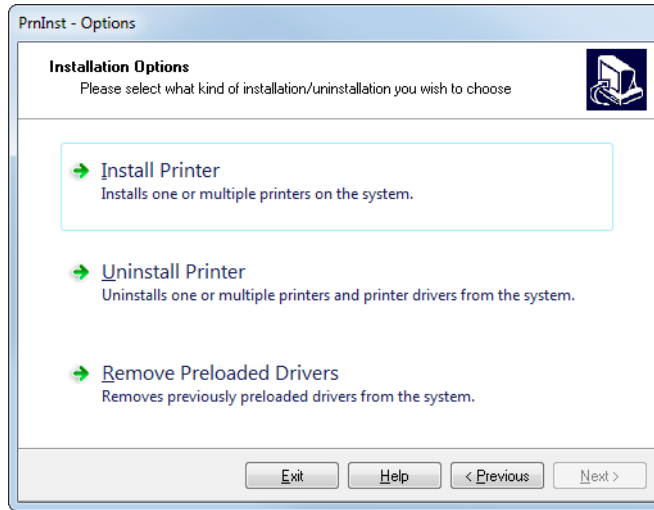 PrnInst - Options
Installation Options
Please select what kind of installation/uninstallation you wish to choose
Install Printer
Installs one or multiple printers on the system.
Uninstall Printer
Uninstalls one or multiple printers and printer drivers from the system.
Remove Preloaded Drivers
Removes previously preloaded drivers from the system.
Exit Help < Previous Next >